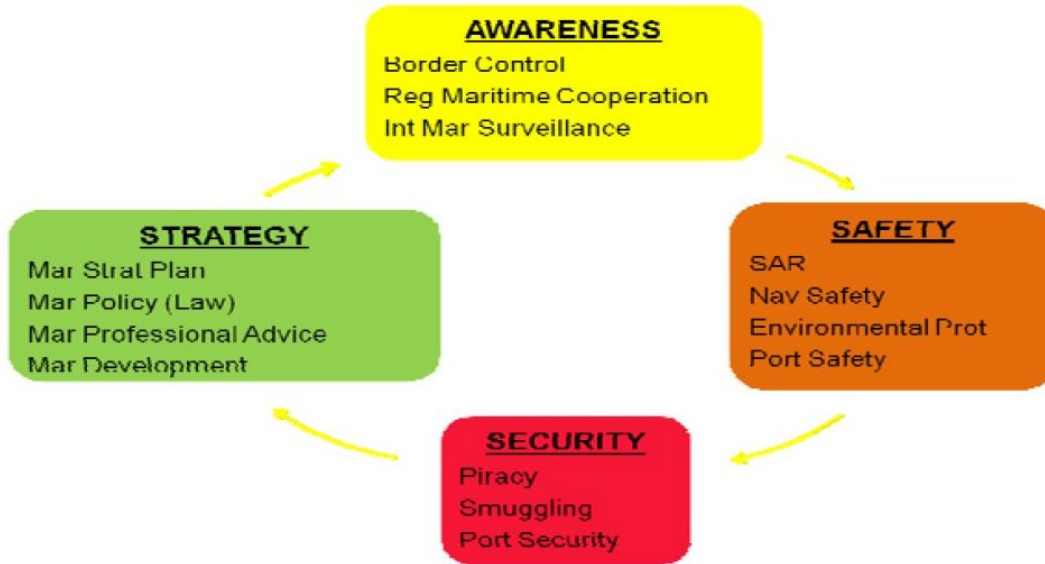 AWARENESS
Border Control
Reg Maritime Cooperation
Int Mar Surveillance
STRATEGY
Mar Strat Plan
Mar Policy (Law)
Mar Professional Advice
Mar Development
SAFETY
SAR
Nav Safety
Environmental Prot
Port Safety
SECURITY
Piracy
Smuggling
Port Security